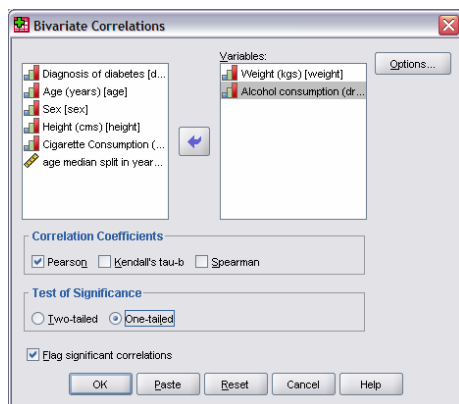 Bivariate Correlations
Variables:
Diagnosis of diabetes [d...
Age (years) [age]
Sex [sex]
Height (cms) [height]
Cigarette Consumption (...
age median split in year...
Weight (kgs) [weight]
Alcohol consumption (dr...
Options...
Correlation Coefficients
Pearson Kendall's tau-b Spearman
Test of Significance
Two-tailed One-tailed
Flag significant correlations
OK Paste Reset Cancel Help